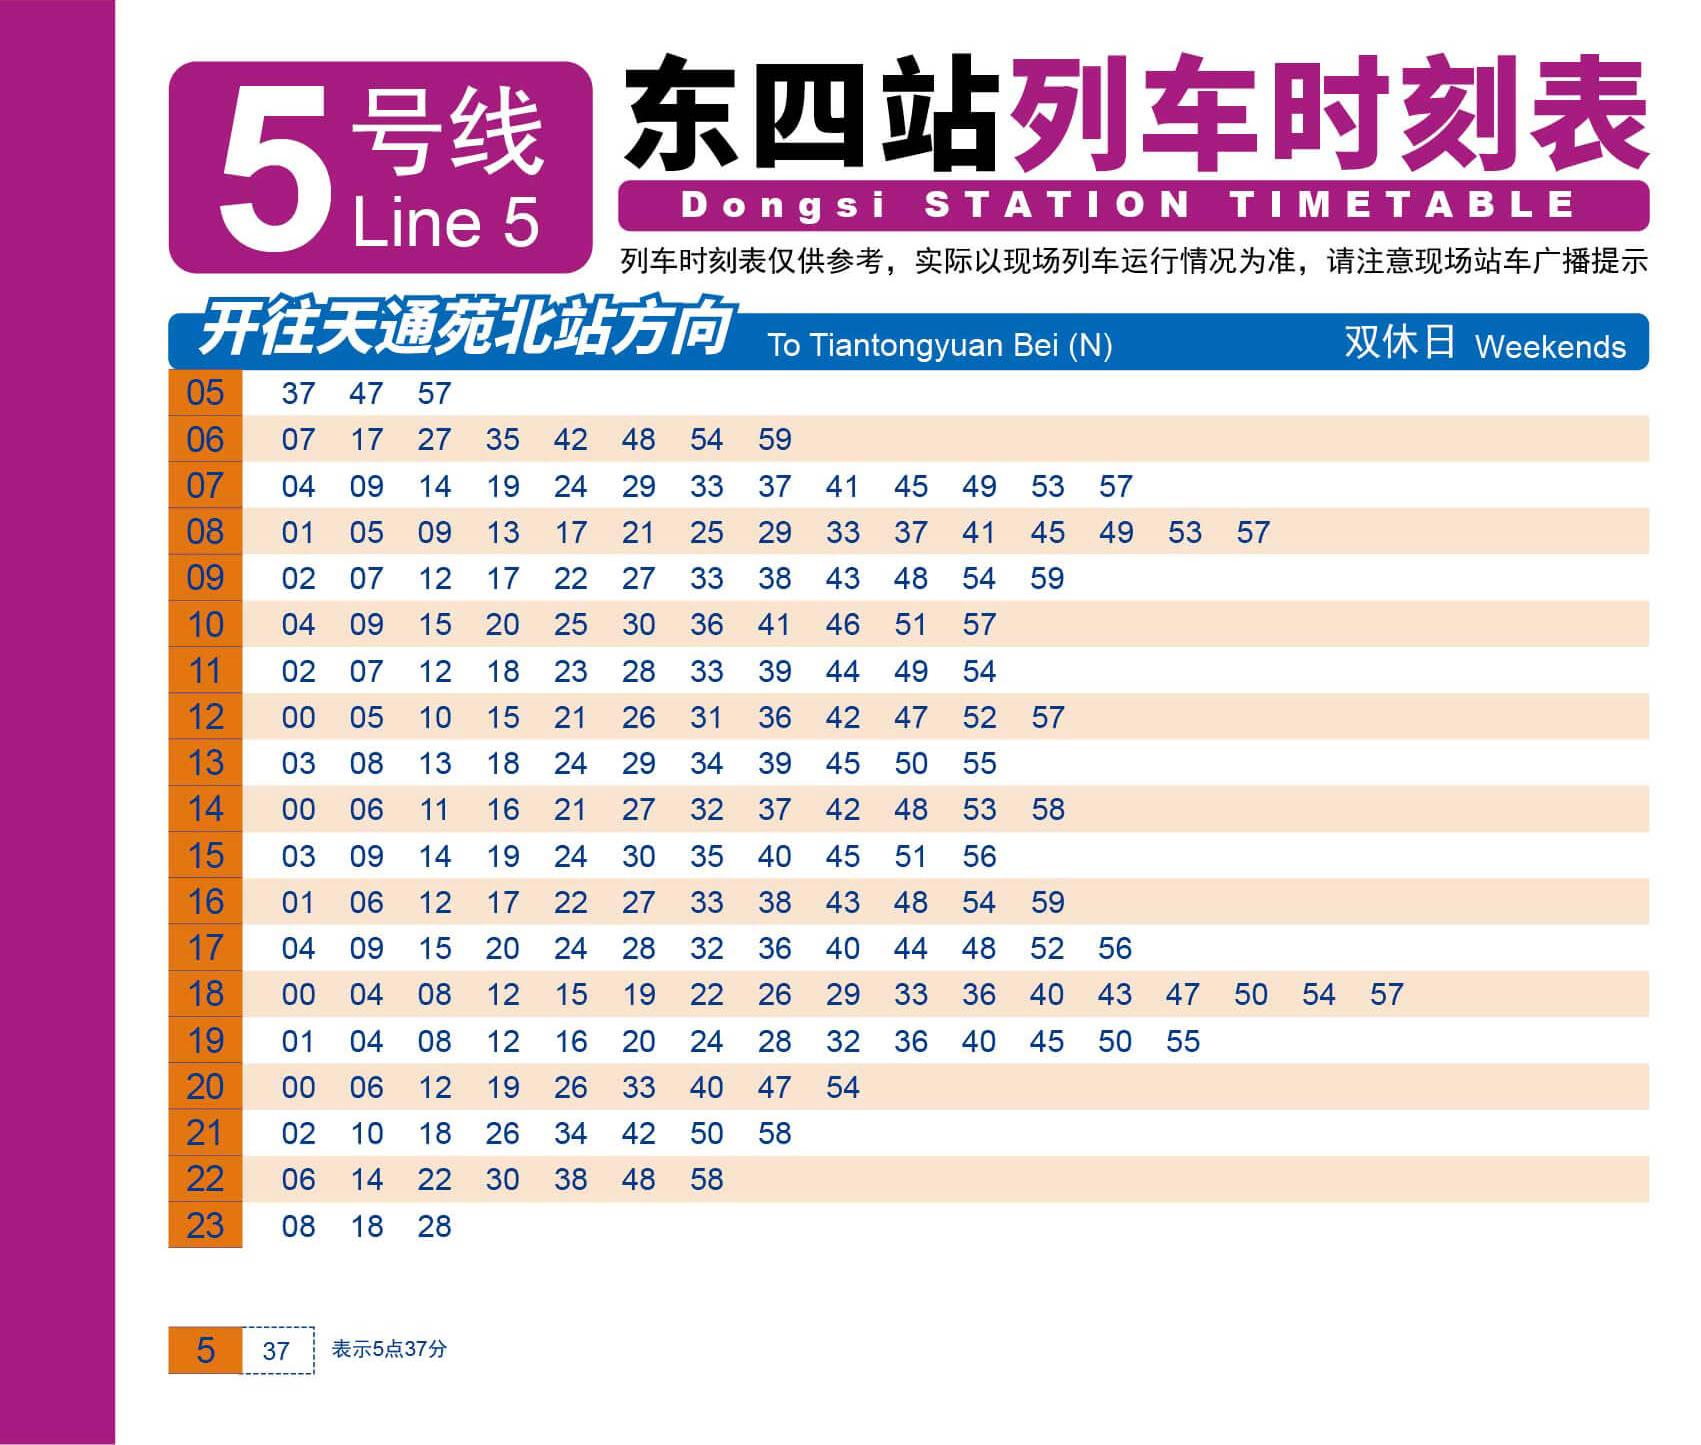 5号线
Line 5
东四站列车时刻表
Dongsi STATION TIMETABLE
列车时刻表仅供参考，实际以现场列车运行情况为准，请注意现场站车广播提示
开往天通苑北站方向 To Tiantongyuan Bei (N) 双休日 Weekends
05 37 47 57
06 07 17 27 35 42 48 54 59
07 04 09 14 19 24 29 33 37 41 45 49 53 57
08 01 05 09 13 17 21 25 29 33 37 41 45 49 53 57
09 02 07 12 17 22 27 33 38 43 48 54 59
10 04 09 15 20 25 30 36 41 46 51 57
11 02 07 12 18 23 28 33 39 44 49 54
12 00 05 10 15 21 26 31 36 42 47 52 57
13 03 08 13 18 24 29 34 39 45 50 55
14 00 06 11 16 21 27 32 37 42 48 53 58
15 03 09 14 19 24 30 35 40 45 51 56
16 01 06 12 17 22 27 33 38 43 48 54 59
17 04 09 15 20 24 28 32 36 40 44 48 52 56
18 00 04 08 12 15 19 22 26 29 33 36 40 43 47 50 54 57
19 01 04 08 12 16 20 24 28 32 36 40 45 50 55
20 00 06 12 19 26 33 40 47 54
21 02 10 18 26 34 42 50 58
22 06 14 22 30 38 48 58
23 08 18 28
5 37 表示5点37分